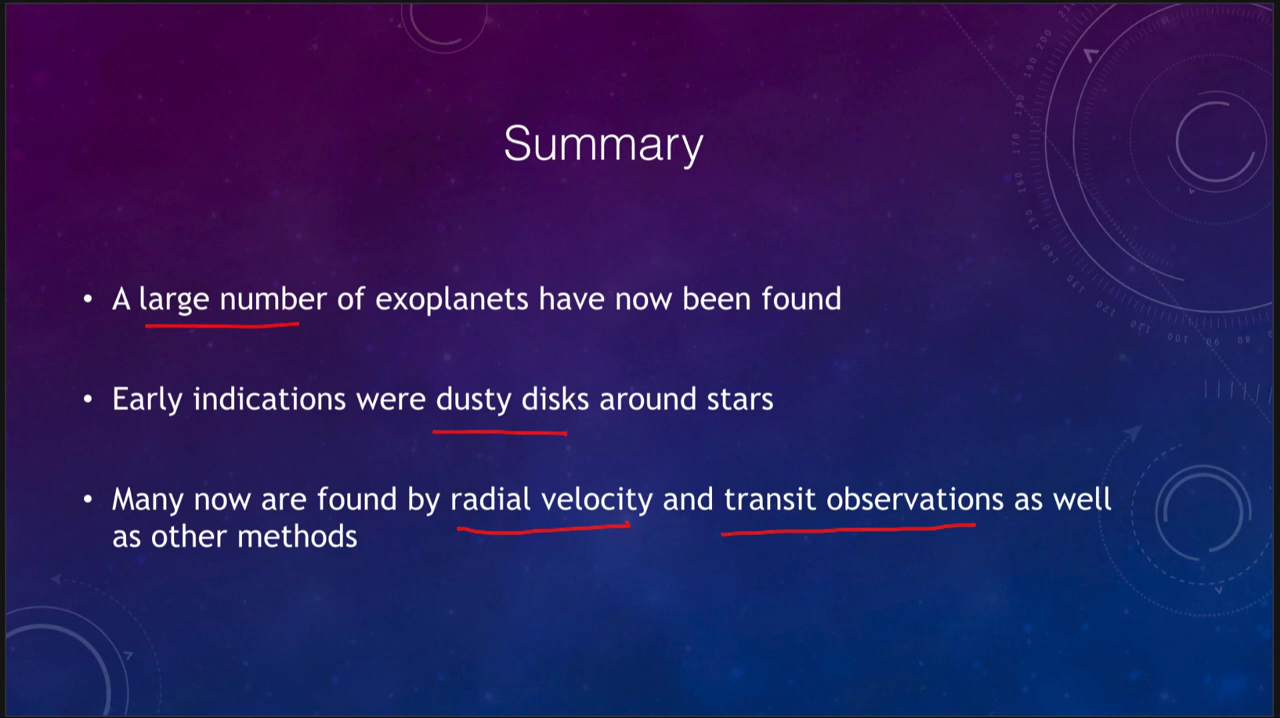 Summary
• A large number of exoplanets have now been found
• Early indications were dusty disks around stars
• Many now are found by radial velocity and transit observations as well
as other methods